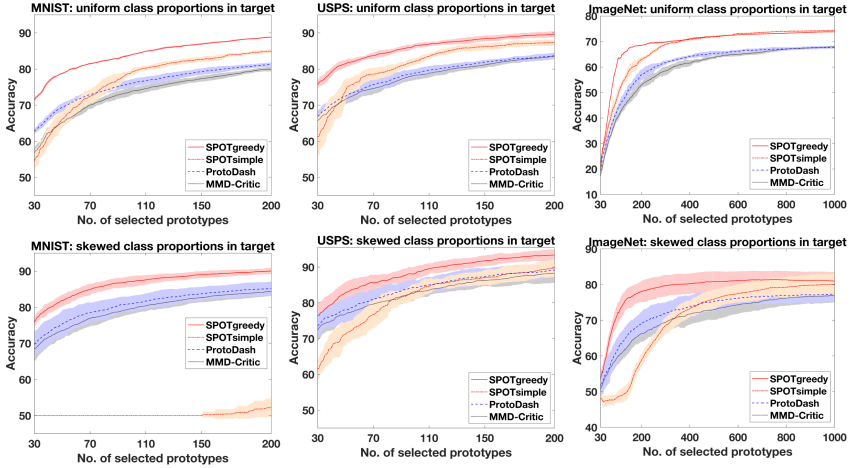 MNIST: uniform class proportions in target
Accuracy
90
80
70
60
50
30 70 110 150 200
No. of selected prototypes
SPOTgreedy
SPOTsimple
ProtoDash
MMD-Critic
USPS: uniform class proportions in target
Accuracy
90
80
70
60
50
30 70 110 150 200
No. of selected prototypes
SPOTgreedy
SPOTsimple
ProtoDash
MMD-Critic
ImageNet: uniform class proportions in target
Accuracy
80
70
60
50
40
30
20
10
30 200 400 600 800 1000
No. of selected prototypes
SPOTgreedy
SPOTsimple
ProtoDash
MMD-Critic
MNIST: skewed class proportions in target
Accuracy
90
80
70
60
50
30 70 110 150 200
No. of selected prototypes
SPOTgreedy
SPOTsimple
ProtoDash
MMD-Critic
USPS: skewed class proportions in target
Accuracy
90
80
70
60
50
30 70 110 150 200
No. of selected prototypes
SPOTgreedy
SPOTsimple
ProtoDash
MMD-Critic
ImageNet: skewed class proportions in target
Accuracy
90
80
70
60
50
40
30 200 400 600 800 1000
No. of selected prototypes
SPOTgreedy
SPOTsimple
ProtoDash
MMD-Critic